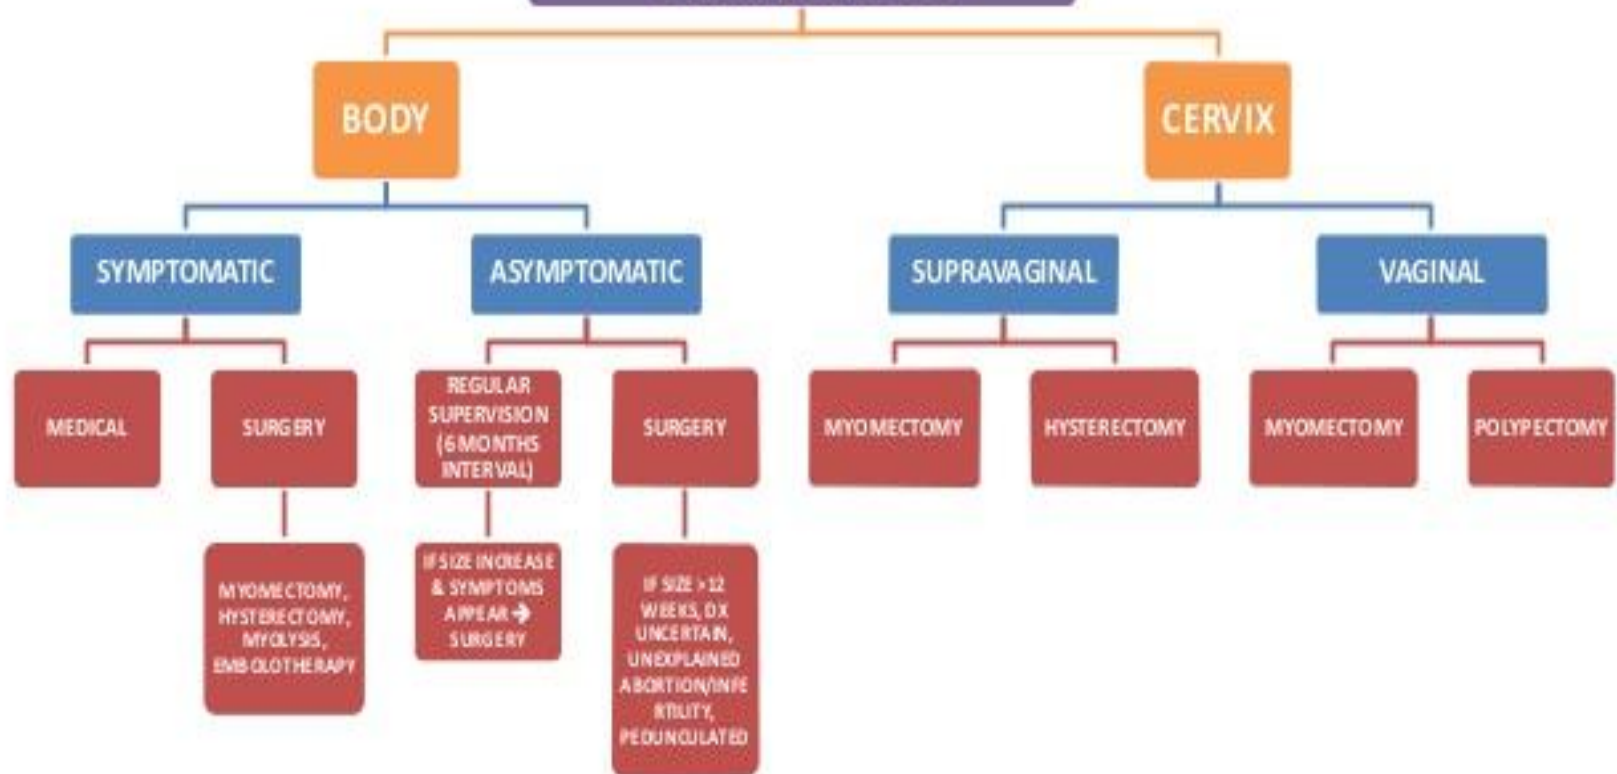 BODY
CERVIX
SYMPTOMATIC
ASYMPTOMATIC
SUPRAVAGINAL
VAGINAL
MEDICAL
SURGERY
REGULAR
SUPERVISION
(6 MONTHS
INTERVAL)
SURGERY
MYOMECTOMY
HYSTERECTOMY
MYOMECTOMY
POLYPECTOMY
MYOMECTOMY,
HYSTERECTOMY,
MYOLYSIS,
EMBOLOTHERAPY
IF SIZE INCREASE
& SYMPTOMS
APPEAR →
SURGERY
IF SIZE >12
WEEKS, DX
UNCERTAIN,
UNEXPLAINED
ABORTION/INFE
RTILITY,
PEDUNCULATED